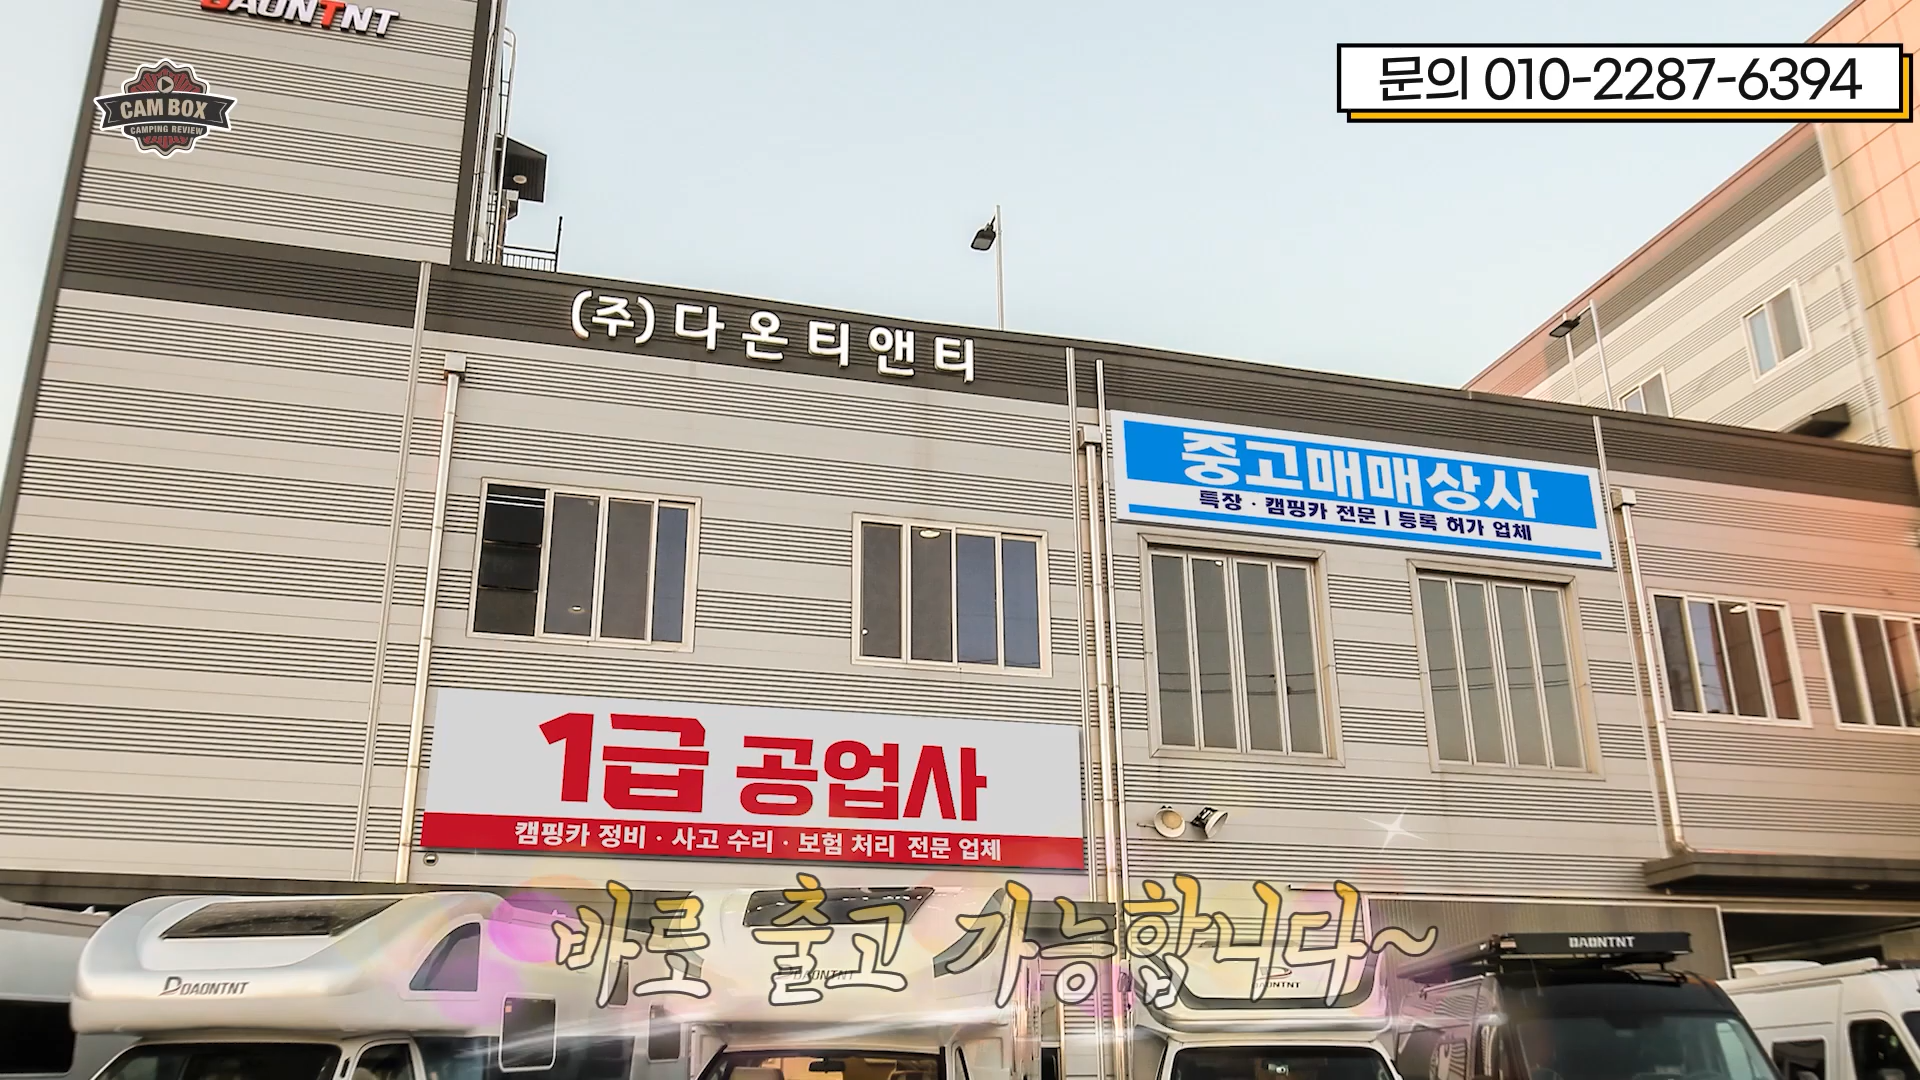 DAUNTNT
CAM BOX
CAMPING REVIEW
문의 010-2287-6394
(주)다온티앤티
중고매매상사
특장 · 캠핑카 전문 | 등록 허가 업체
1급 공업사
캠핑카 정비 · 사고 수리 · 보험 처리 전문 업체
바로 출고 가능합니다~
DAONTNT
DAONTNT
DAONTNT
DAONTNT